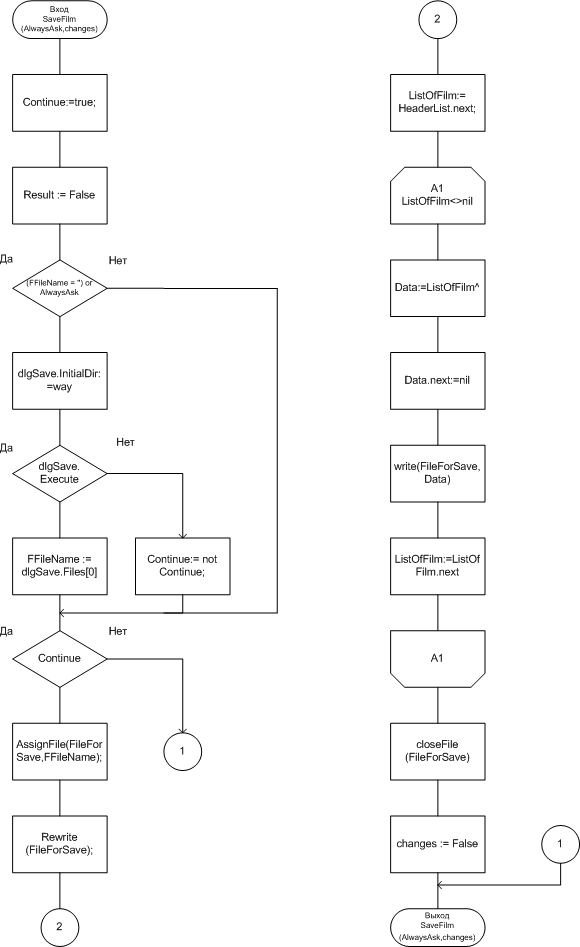 Вход
SaveFilm
(AlwaysAsk,changes)
Continue:=true;
Result := False
Да
Нет
(FFileName = '') or
AlwaysAsk
dlgSave.InitialDir:
=way
Да
Нет
dlgSave.
Execute
FFileName :=
dlgSave.Files[0]
Continue:= not
Continue;
Да
Нет
Continue
AssignFile(FileFor
Save,FFileName);
1
Rewrite
(FileForSave);
2
2
ListOfFilm:=
HeaderList.next;
A1
ListOfFilm<>nil
Data:=ListOfFilm^
Data.next:=nil
write(FileForSave,
Data)
ListOfFilm:=ListOf
Film.next
A1
closeFile
(FileForSave)
changes := False
1
Выход
SaveFilm
(AlwaysAsk,changes)